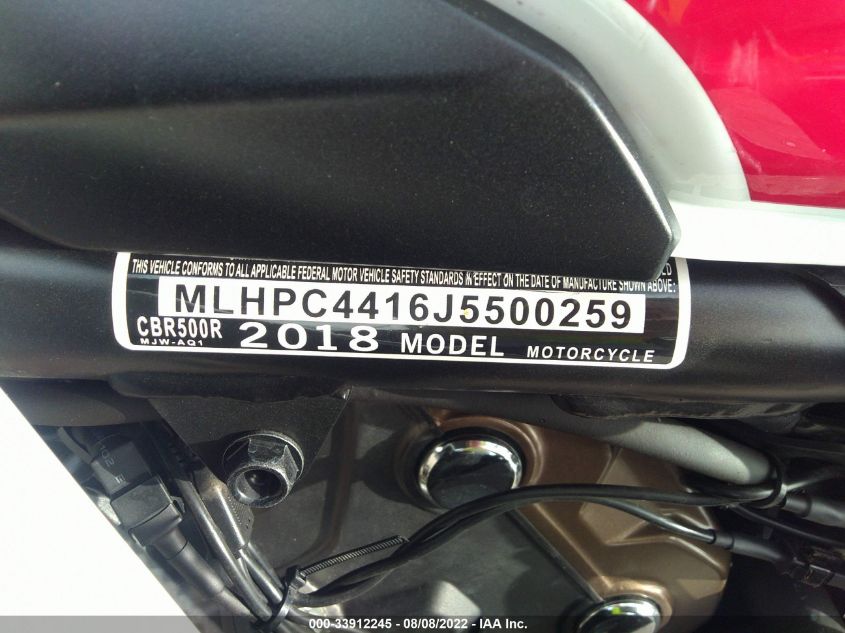 THIS VEHICLE CONFORMS TO ALL APPLICABLE FEDERAL MOTOR VEHICLE SAFETY STANDARDS IN EFFECT ON THE DATE OF MANUFACTURE SHOWN ABOVE:
MLHPC4416J5500259
CBR500R 2018 MODEL MOTORCYCLE
MJW-AQ1
000-33912245 - 08/08/2022 - IAA Inc.